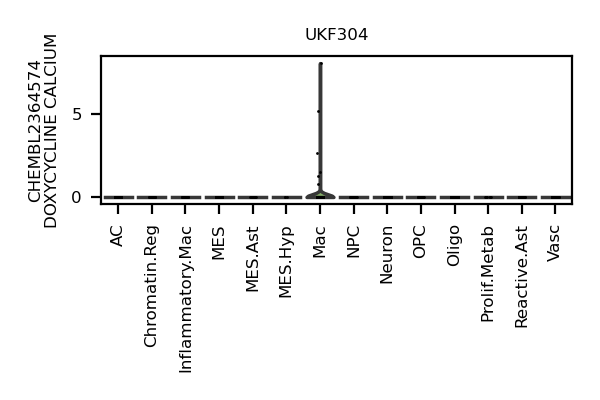 UKF304
CHEMBL2364574
DOXYCYCLINE CALCIUM
5
0
AC
Chromatin.Reg
Inflammatory.Mac
MES
MES.Ast
MES.Hyp
Mac
NPC
Neuron
OPC
Oligo
Prolif.Metab
Reactive.Ast
Vasc